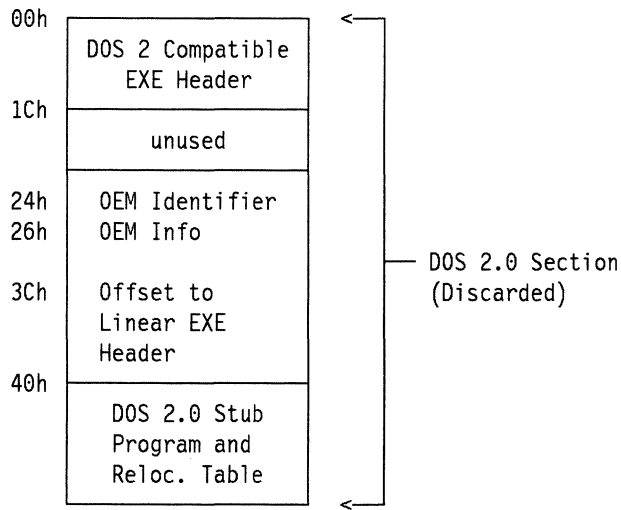 00h
DOS 2 Compatible
EXE Header
1Ch
unused
24h OEM Identifier
26h OEM Info
DOS 2.0 Section
3Ch Offset to (Discarded)
Linear EXE
Header
40h
DOS 2.0 Stub
Program and
Reloc. Table